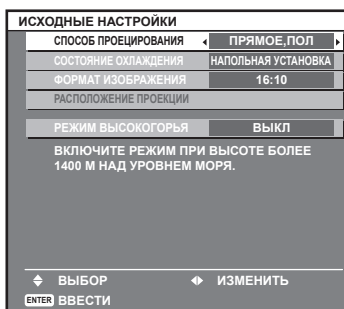 ИСХОДНЫЕ НАСТРОЙКИ
СПОСОБ ПРОЕЦИРОВАНИЯ ПРЯМОЕ,ПОЛ
СОСТОЯНИЕ ОХЛАЖДЕНИЯ НАПОЛЬНАЯ УСТАНОВКА
ФОРМАТ ИЗОБРАЖЕНИЯ 16:10
РАСПОЛОЖЕНИЕ ПРОЕКЦИИ
РЕЖИМ ВЫСОКОГОРЬЯ ВЫКЛ
ВКЛЮЧИТЕ РЕЖИМ ПРИ ВЫСОТЕ БОЛЕЕ
1400 М НАД УРОВНЕМ МОРЯ.
ВЫБОР ИЗМЕНИТЬ
ENTER ВВЕСТИ